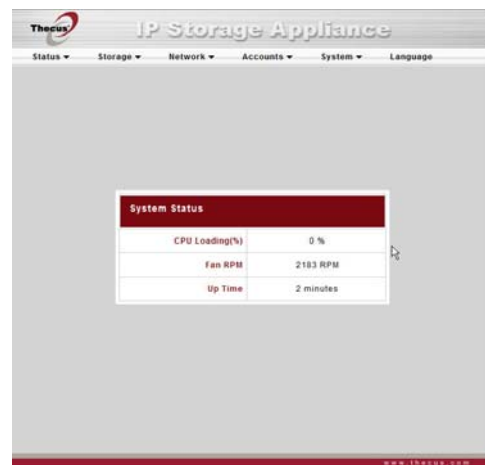 Thecus
IP Storage Appliance
Status Storage Network Accounts System Language
System Status
CPU Loading(%) 0 %
Fan RPM 2183 RPM
Up Time 2 minutes
www.thecus.com